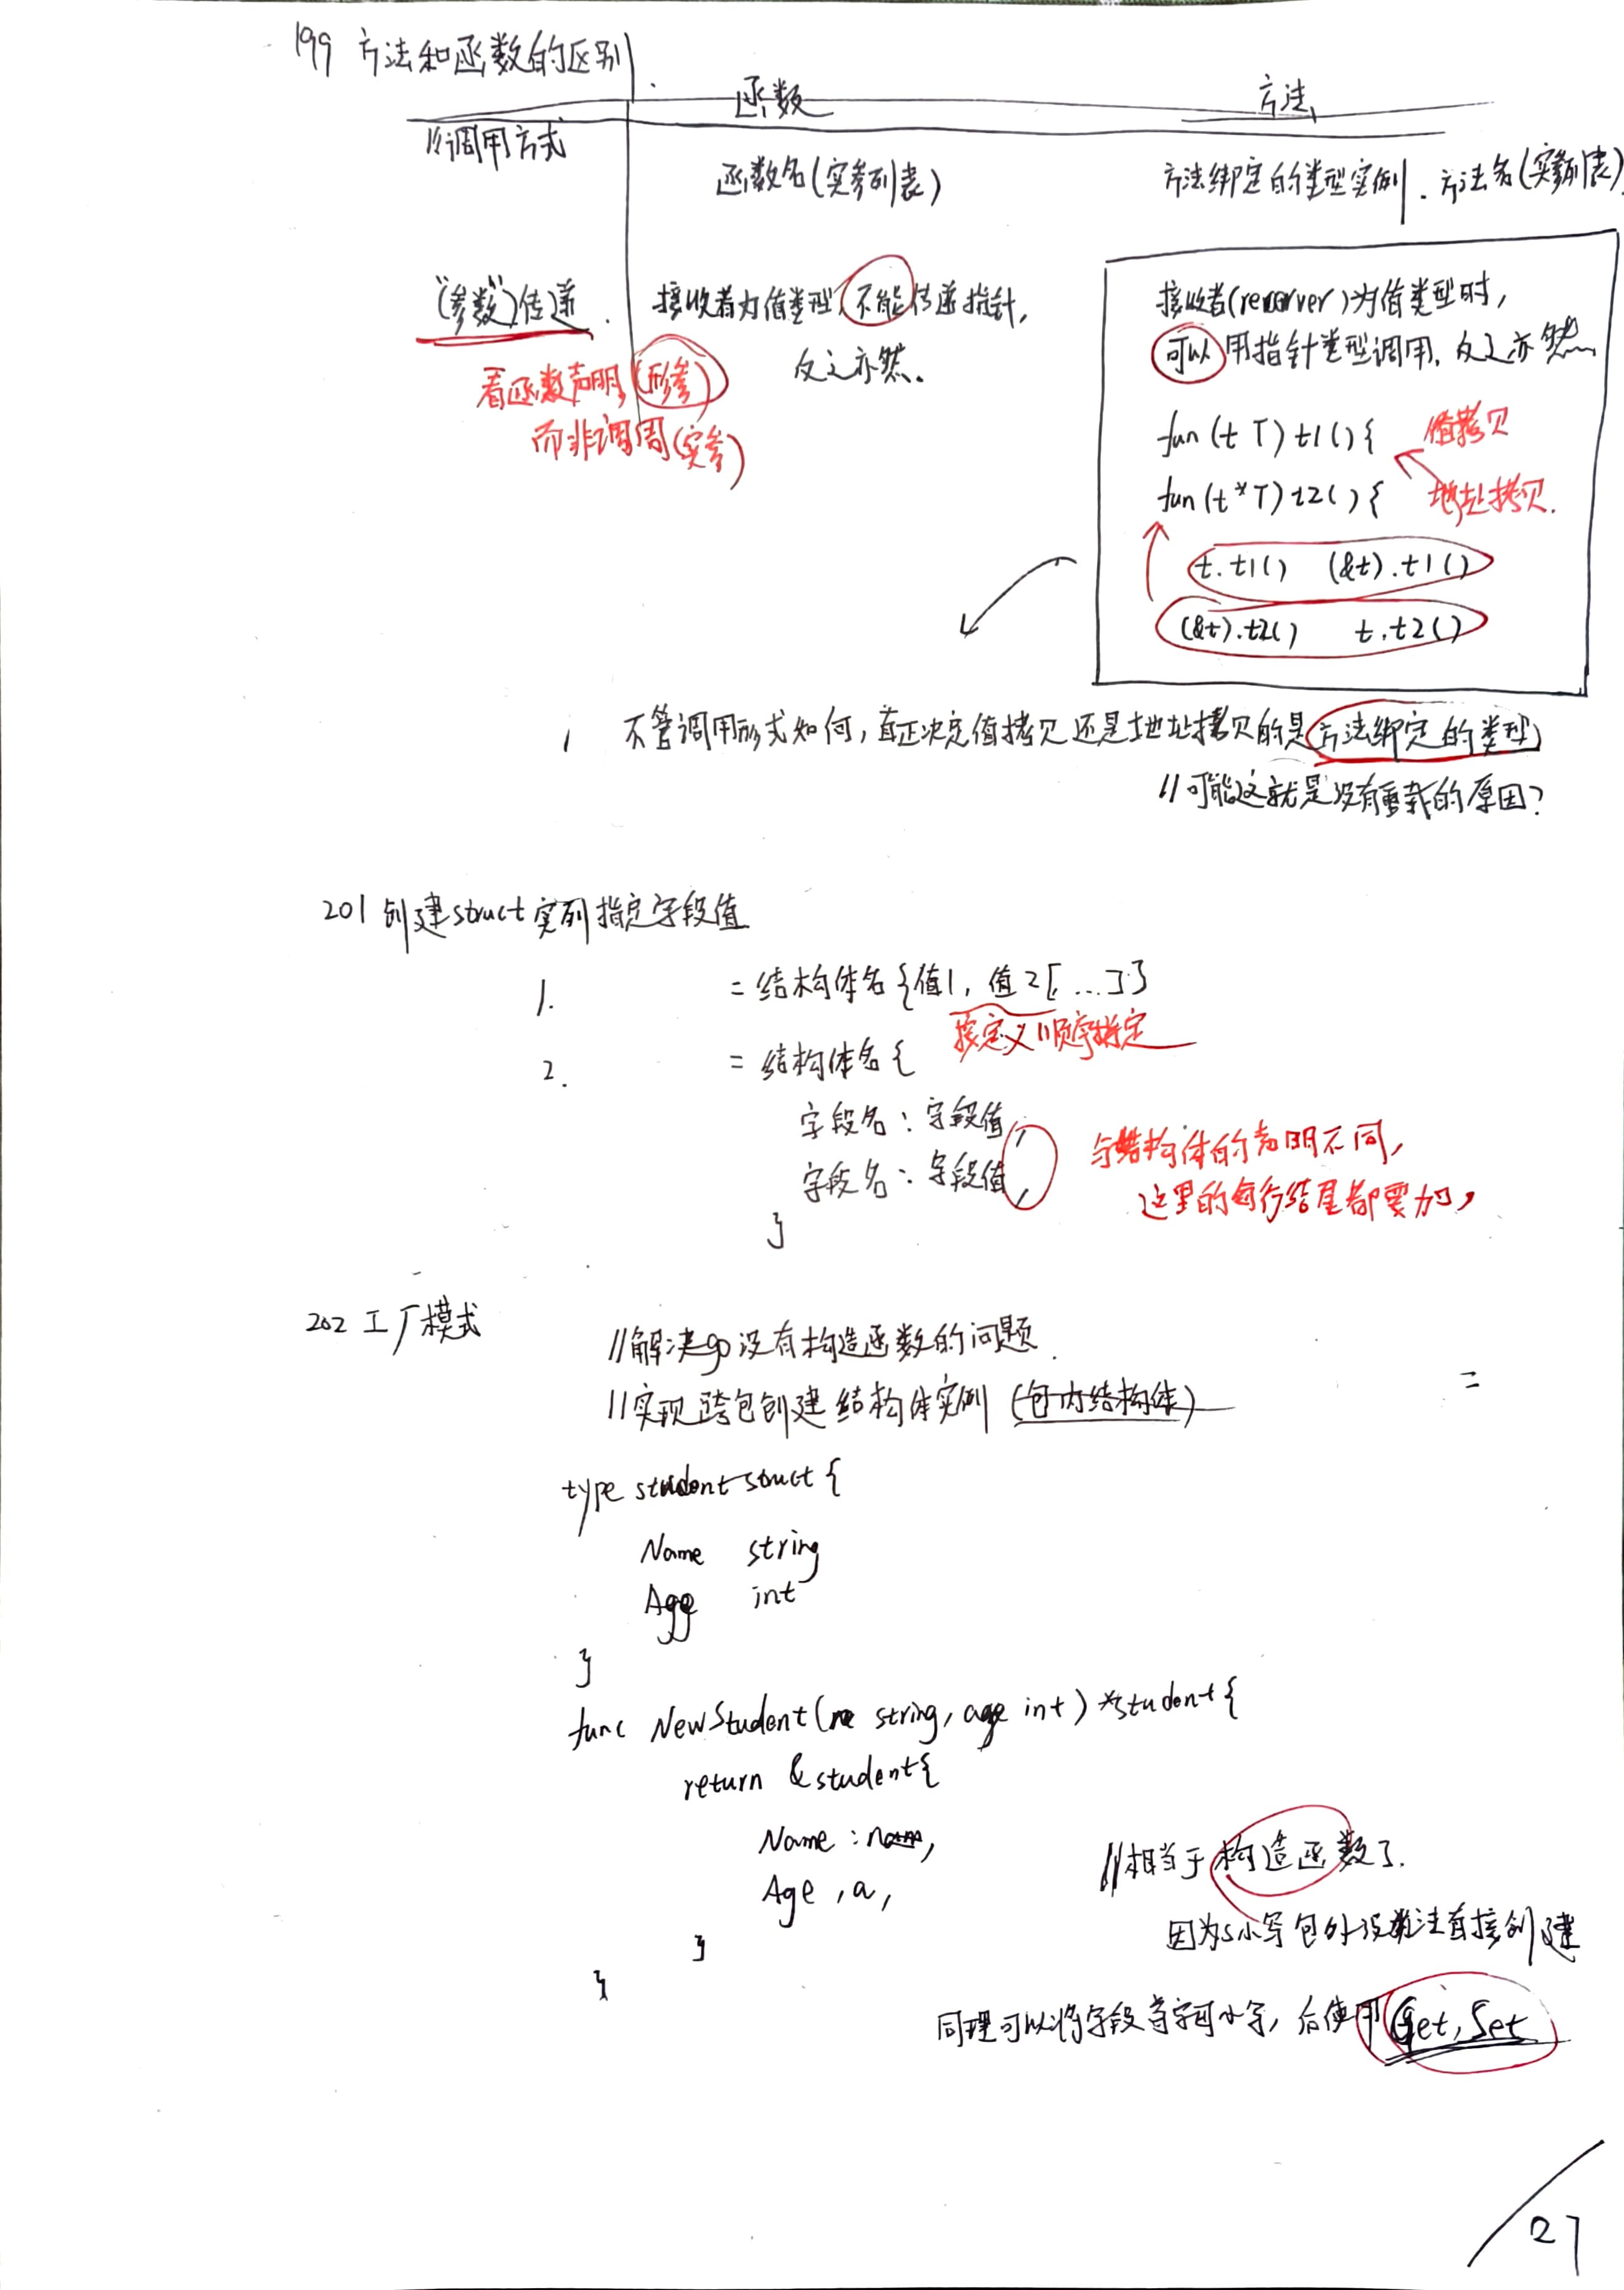 199 方法和函数的区别
函数 方法
//调用方式 函数名(实参列表) 方法绑定的类型实例.方法名(实参列表)
"(参数)"传递. 接收者为值类型,不能传递指针,
反之亦然.
看函数声明(形参)
而非调用(实参)
接收者(receiver)为值类型时,
可以用指针类型调用,反之亦然
fun (t T) t1 () { 值拷贝
fun (t *T) t2 () { 地址拷贝.
t.t1() (&t).t1()
(&t).t2() t.t2()
不管调用形式如何,真正决定值拷贝还是地址拷贝的是方法绑定的类型
//可能这就是没有重载的原因?
201 创建struct实例指定字段值
1. = 结构体名{值1, 值2[, ...]}
按定义顺序指定
2. = 结构体名{
字段名: 字段值,
字段名: 字段值,
}
与结构体的声明不同,
这里的每行结尾都要加,
202 工厂模式
//解决go没有构造函数的问题.
//实现跨包创建结构体实例 (包内结构体)
=
type student struct {
Name string
Age int
}
func NewStudent(na string, age int) *student {
return &student{
Name : nam,
Age , a,
}
}
//相当于构造函数了.
因为s小写包外没办法直接创建
同理可以将字段首字母小写, 后使用Get, Set
27